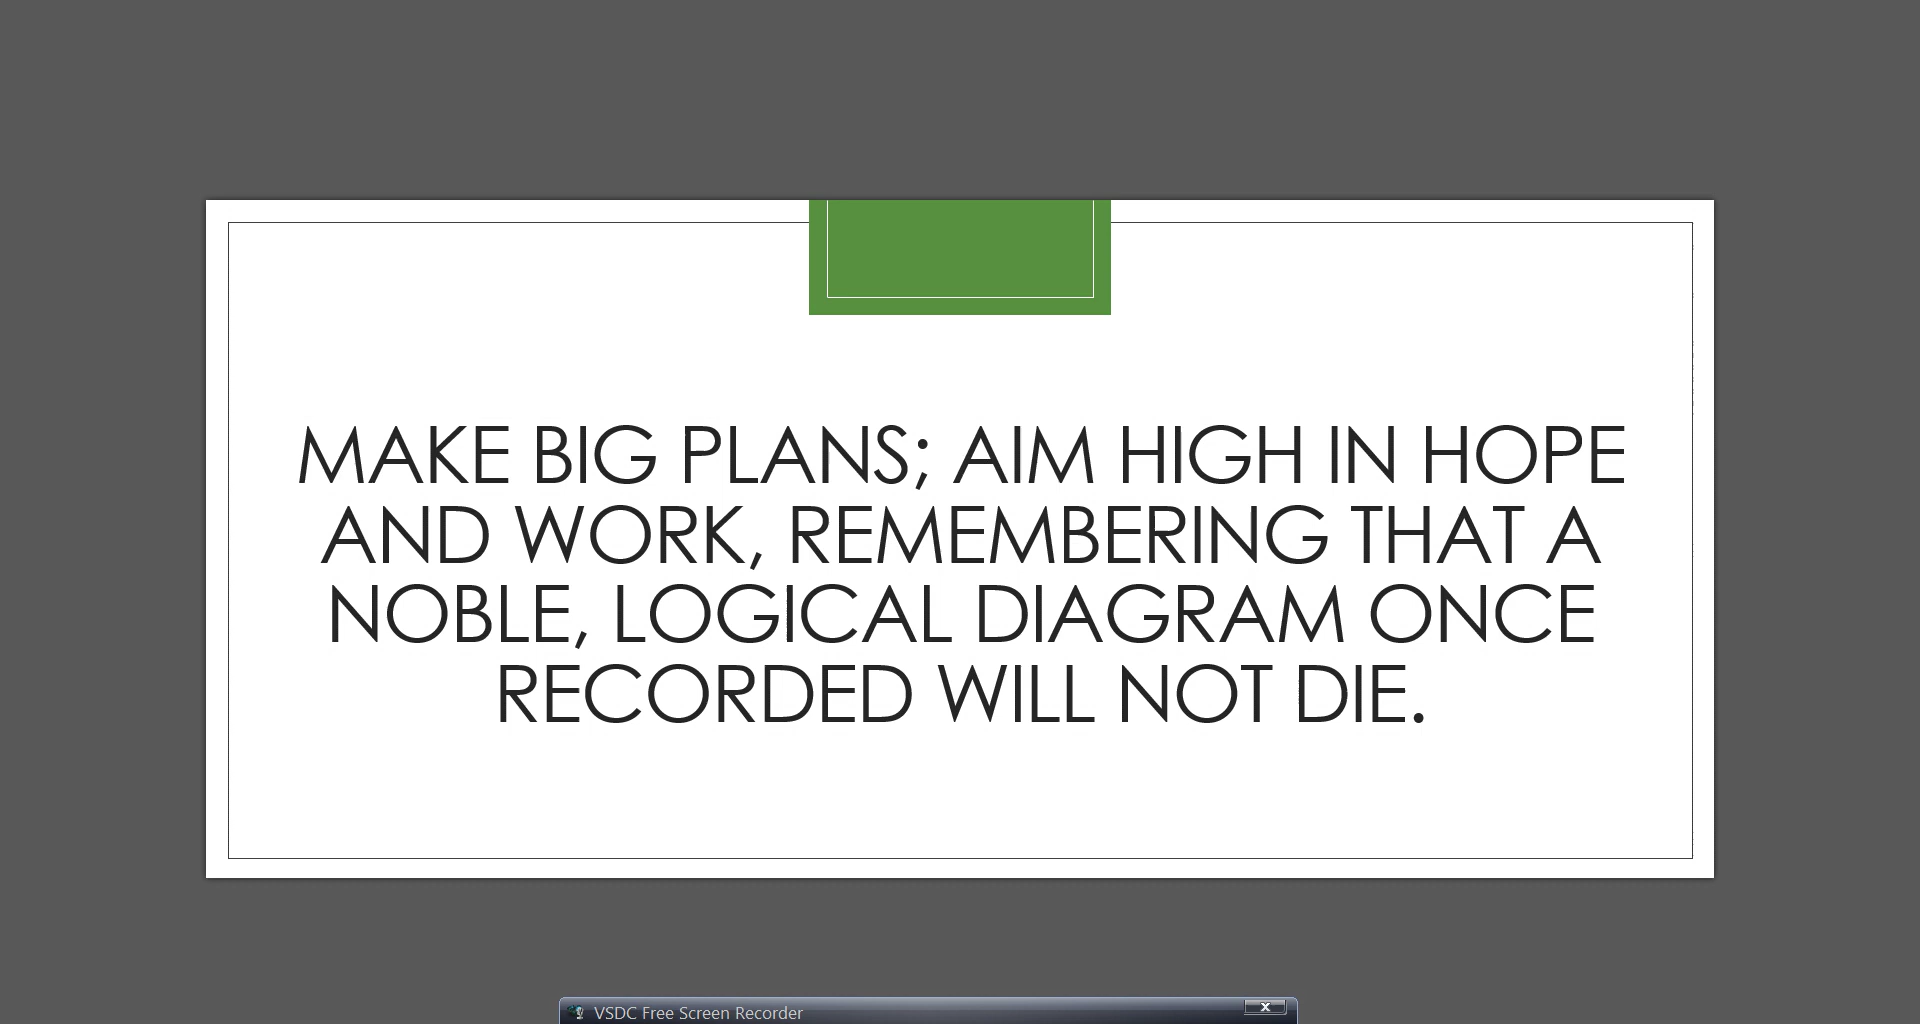 MAKE BIG PLANS; AIM HIGH IN HOPE
AND WORK, REMEMBERING THAT A
NOBLE, LOGICAL DIAGRAM ONCE
RECORDED WILL NOT DIE.
VSDC Free Screen Recorder